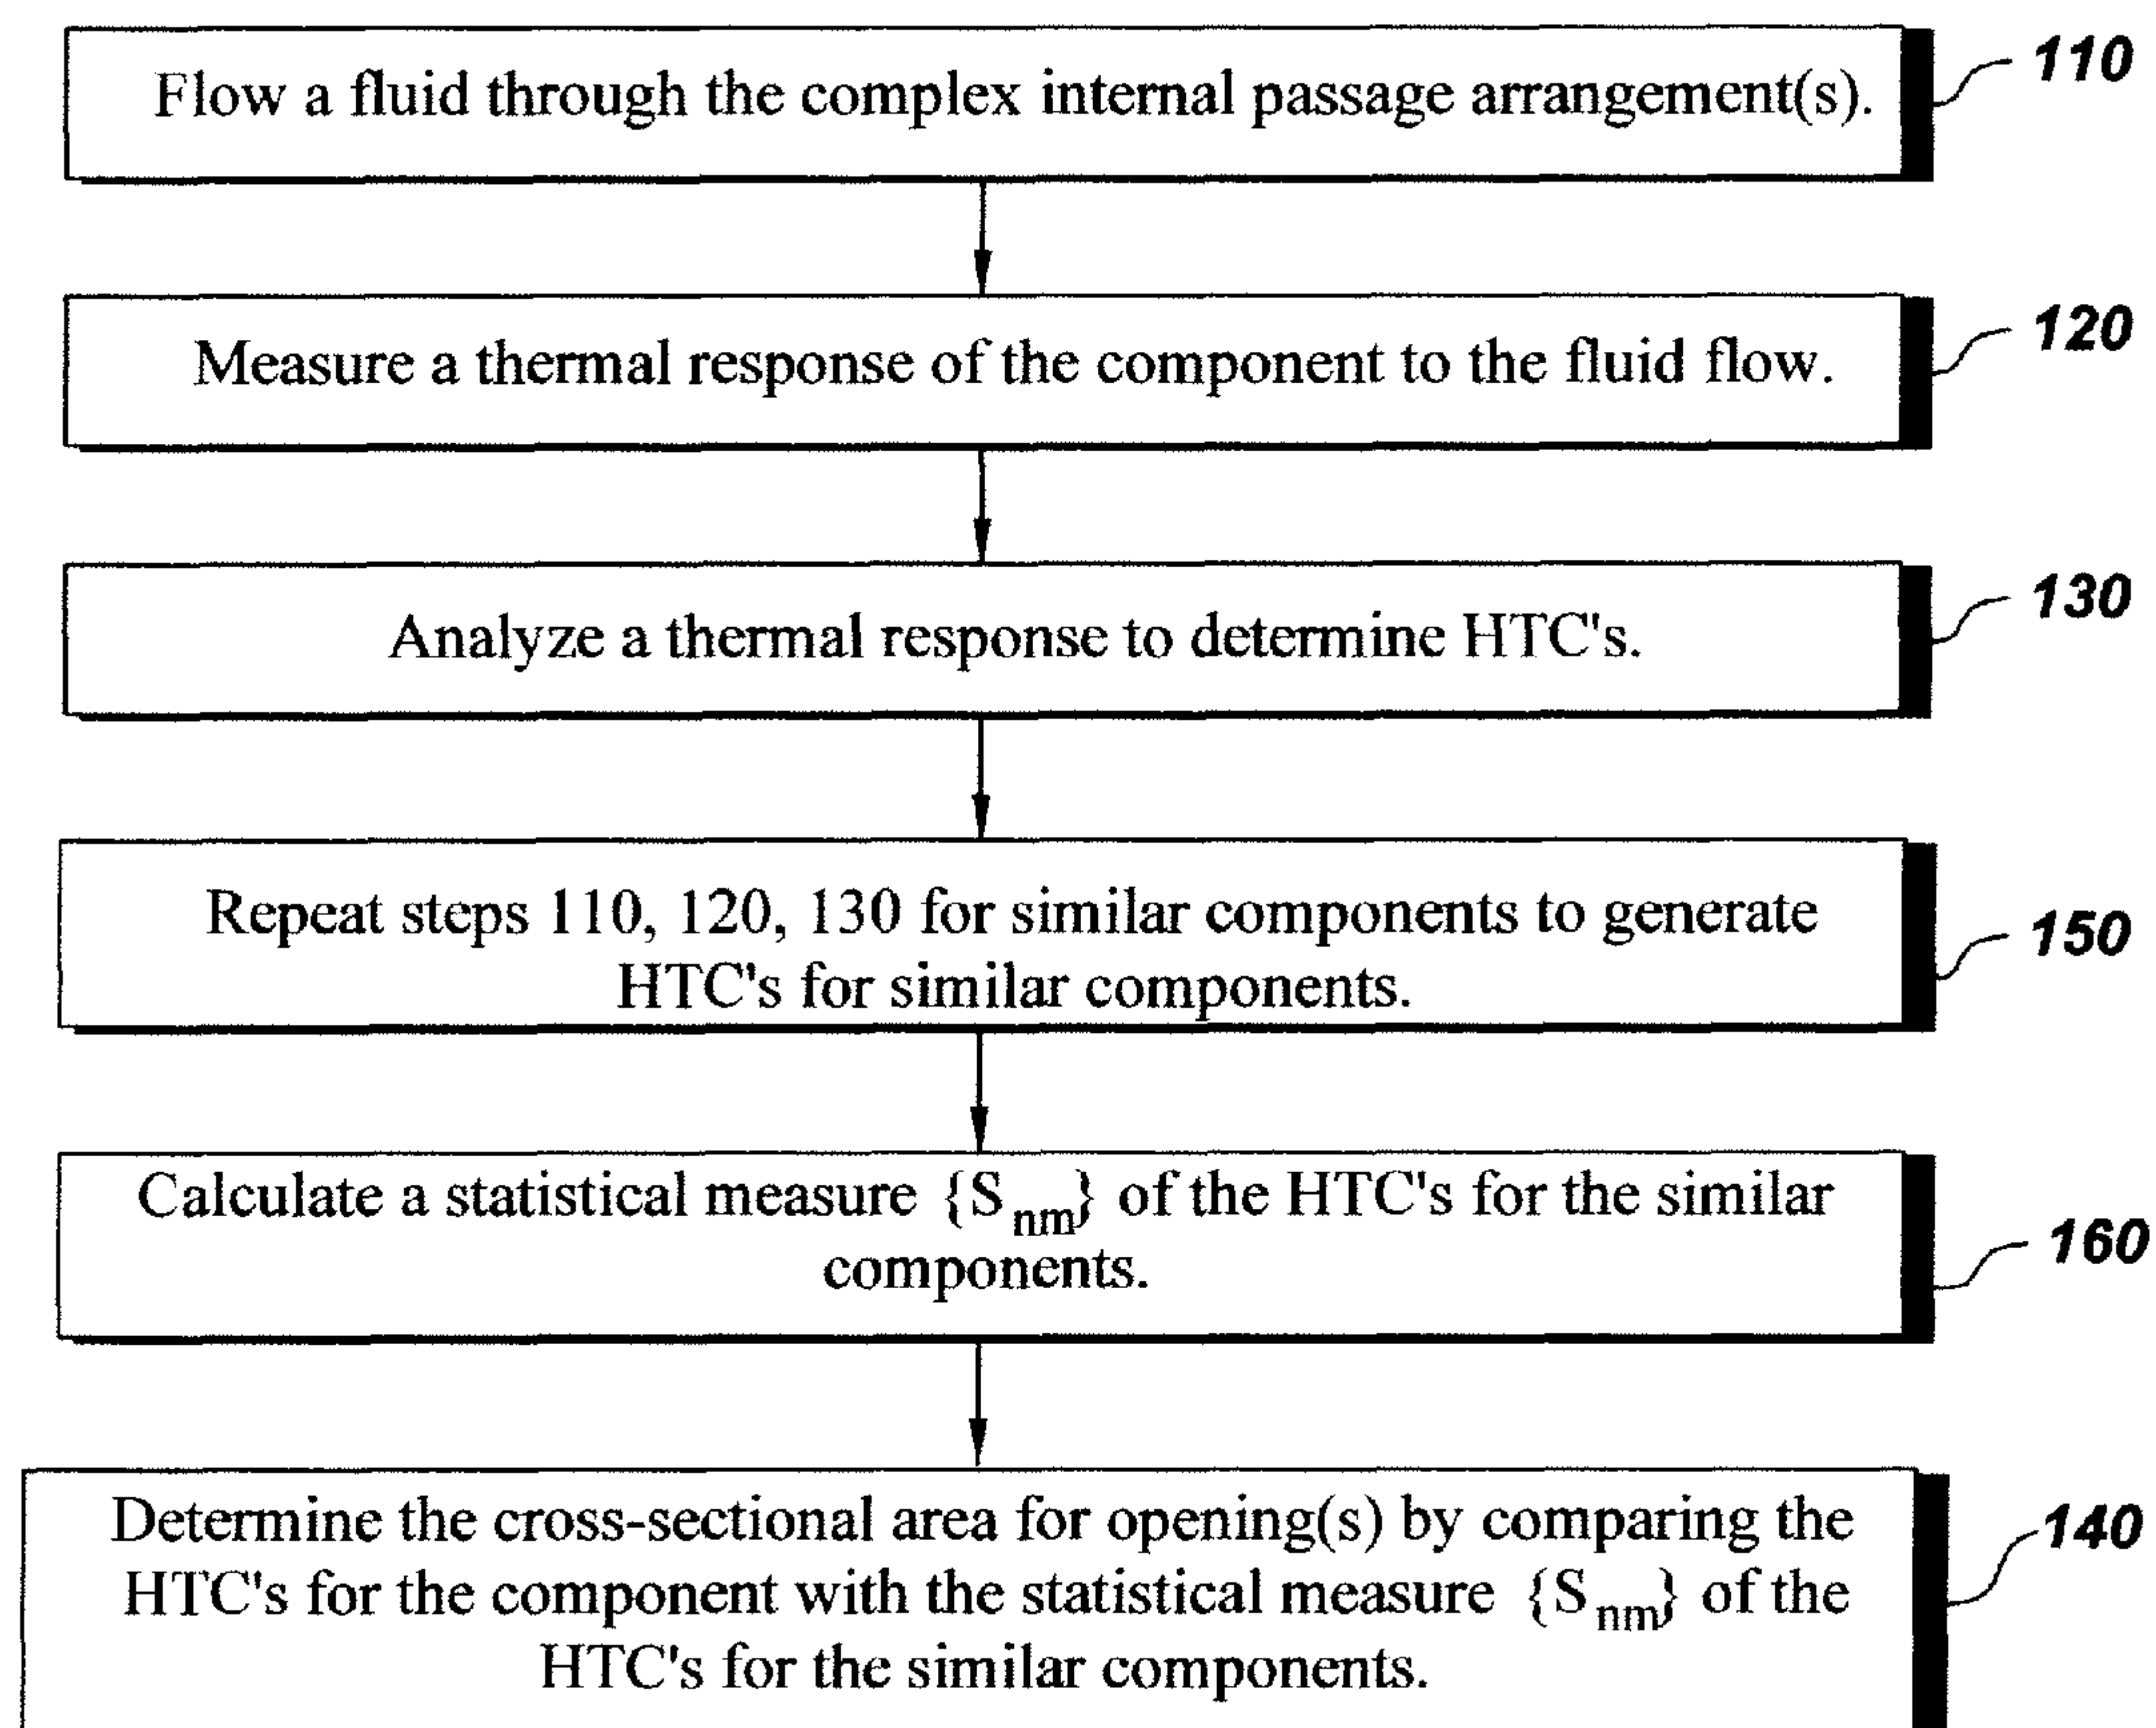 Flow a fluid through the complex internal passage arrangement(s).
110
Measure a thermal response of the component to the fluid flow.
120
Analyze a thermal response to determine HTC's.
130
Repeat steps 110, 120, 130 for similar components to generate
HTC's for similar components.
150
Calculate a statistical measure {Snm} of the HTC's for the similar
components.
160
Determine the cross-sectional area for opening(s) by comparing the
HTC's for the component with the statistical measure {Snm} of the
HTC's for the similar components.
140